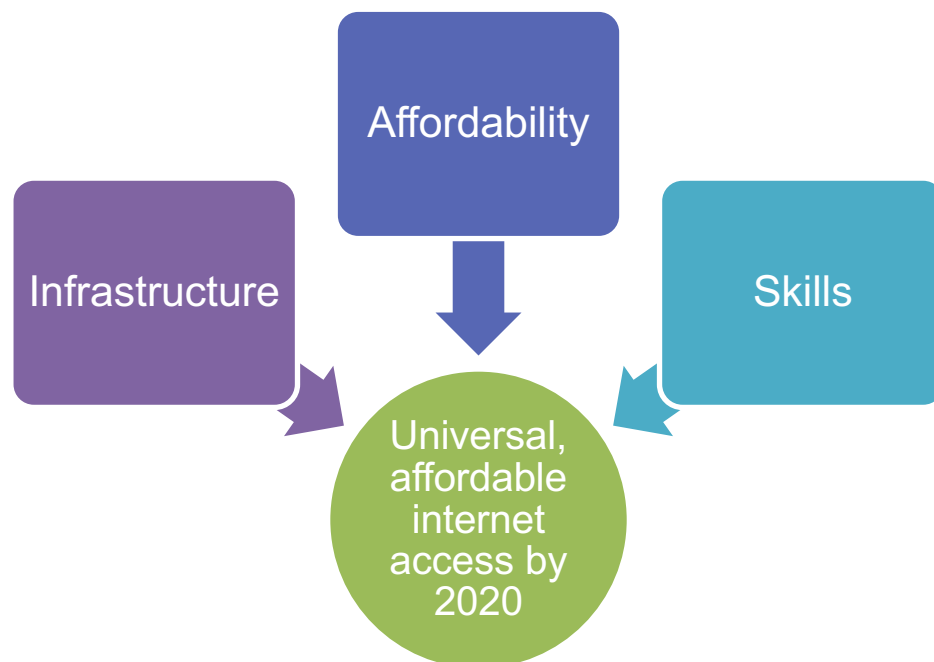 Affordability
Infrastructure
Skills
Universal,
affordable
internet
access by
2020